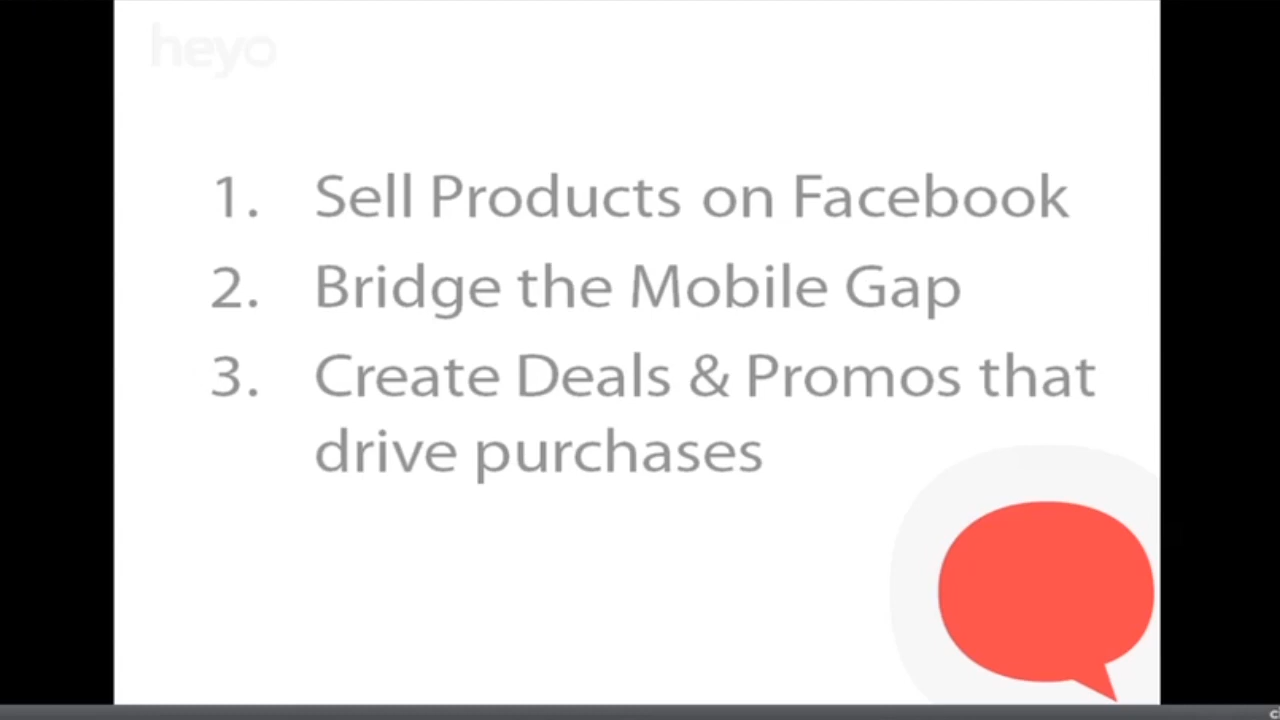 heyo
1. Sell Products on Facebook
2. Bridge the Mobile Gap
3. Create Deals & Promos that
drive purchases